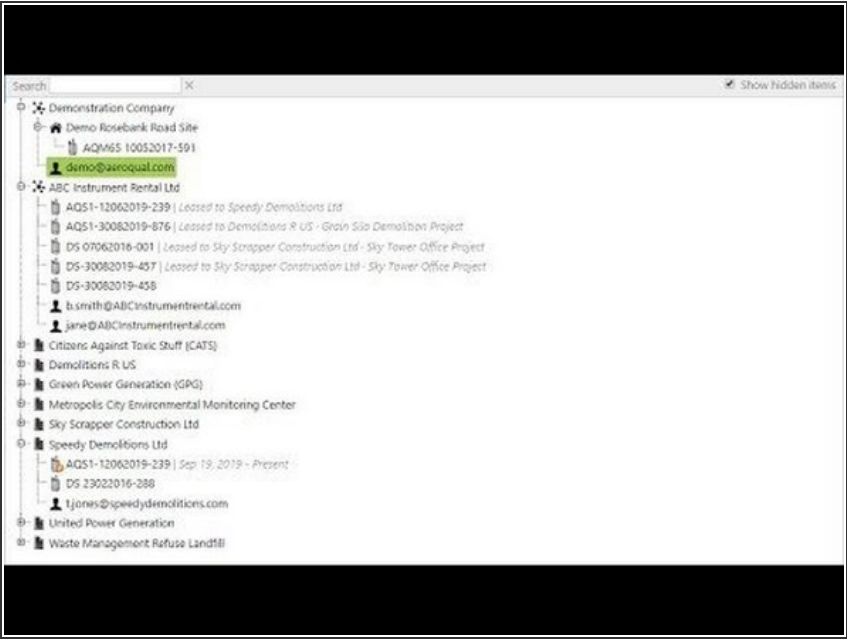 Search
Show hidden items
Demonstration Company
Demo Rosebank Road Site
AQM65 10052017-591
demo@aeroqual.com
ABC Instrument Rental Ltd
AQS1-12062019-239 | Leased to Speedy Demolitions Ltd
AQS1-30082019-876 | Leased to Demolitions R US - Grain Silo Demolition Project
DS 07062016-001 | Leased to Sky Scrapper Construction Ltd - Sky Tower Office Project
DS-30082019-457 | Leased to Sky Scrapper Construction Ltd - Sky Tower Office Project
DS-30082019-458
b.smith@ABCInstrumentrental.com
jane@ABCInstrumentrental.com
Citizens Against Toxic Stuff (CATS)
Demolitions R US
Green Power Generation (GPG)
Metropolis City Environmental Monitoring Center
Sky Scrapper Construction Ltd
Speedy Demolitions Ltd
AQS1-12062019-239 | Sep 19, 2019 - Present
DS 23022016-288
t.jones@speedydemolitions.com
United Power Generation
Waste Management Refuse Landfill